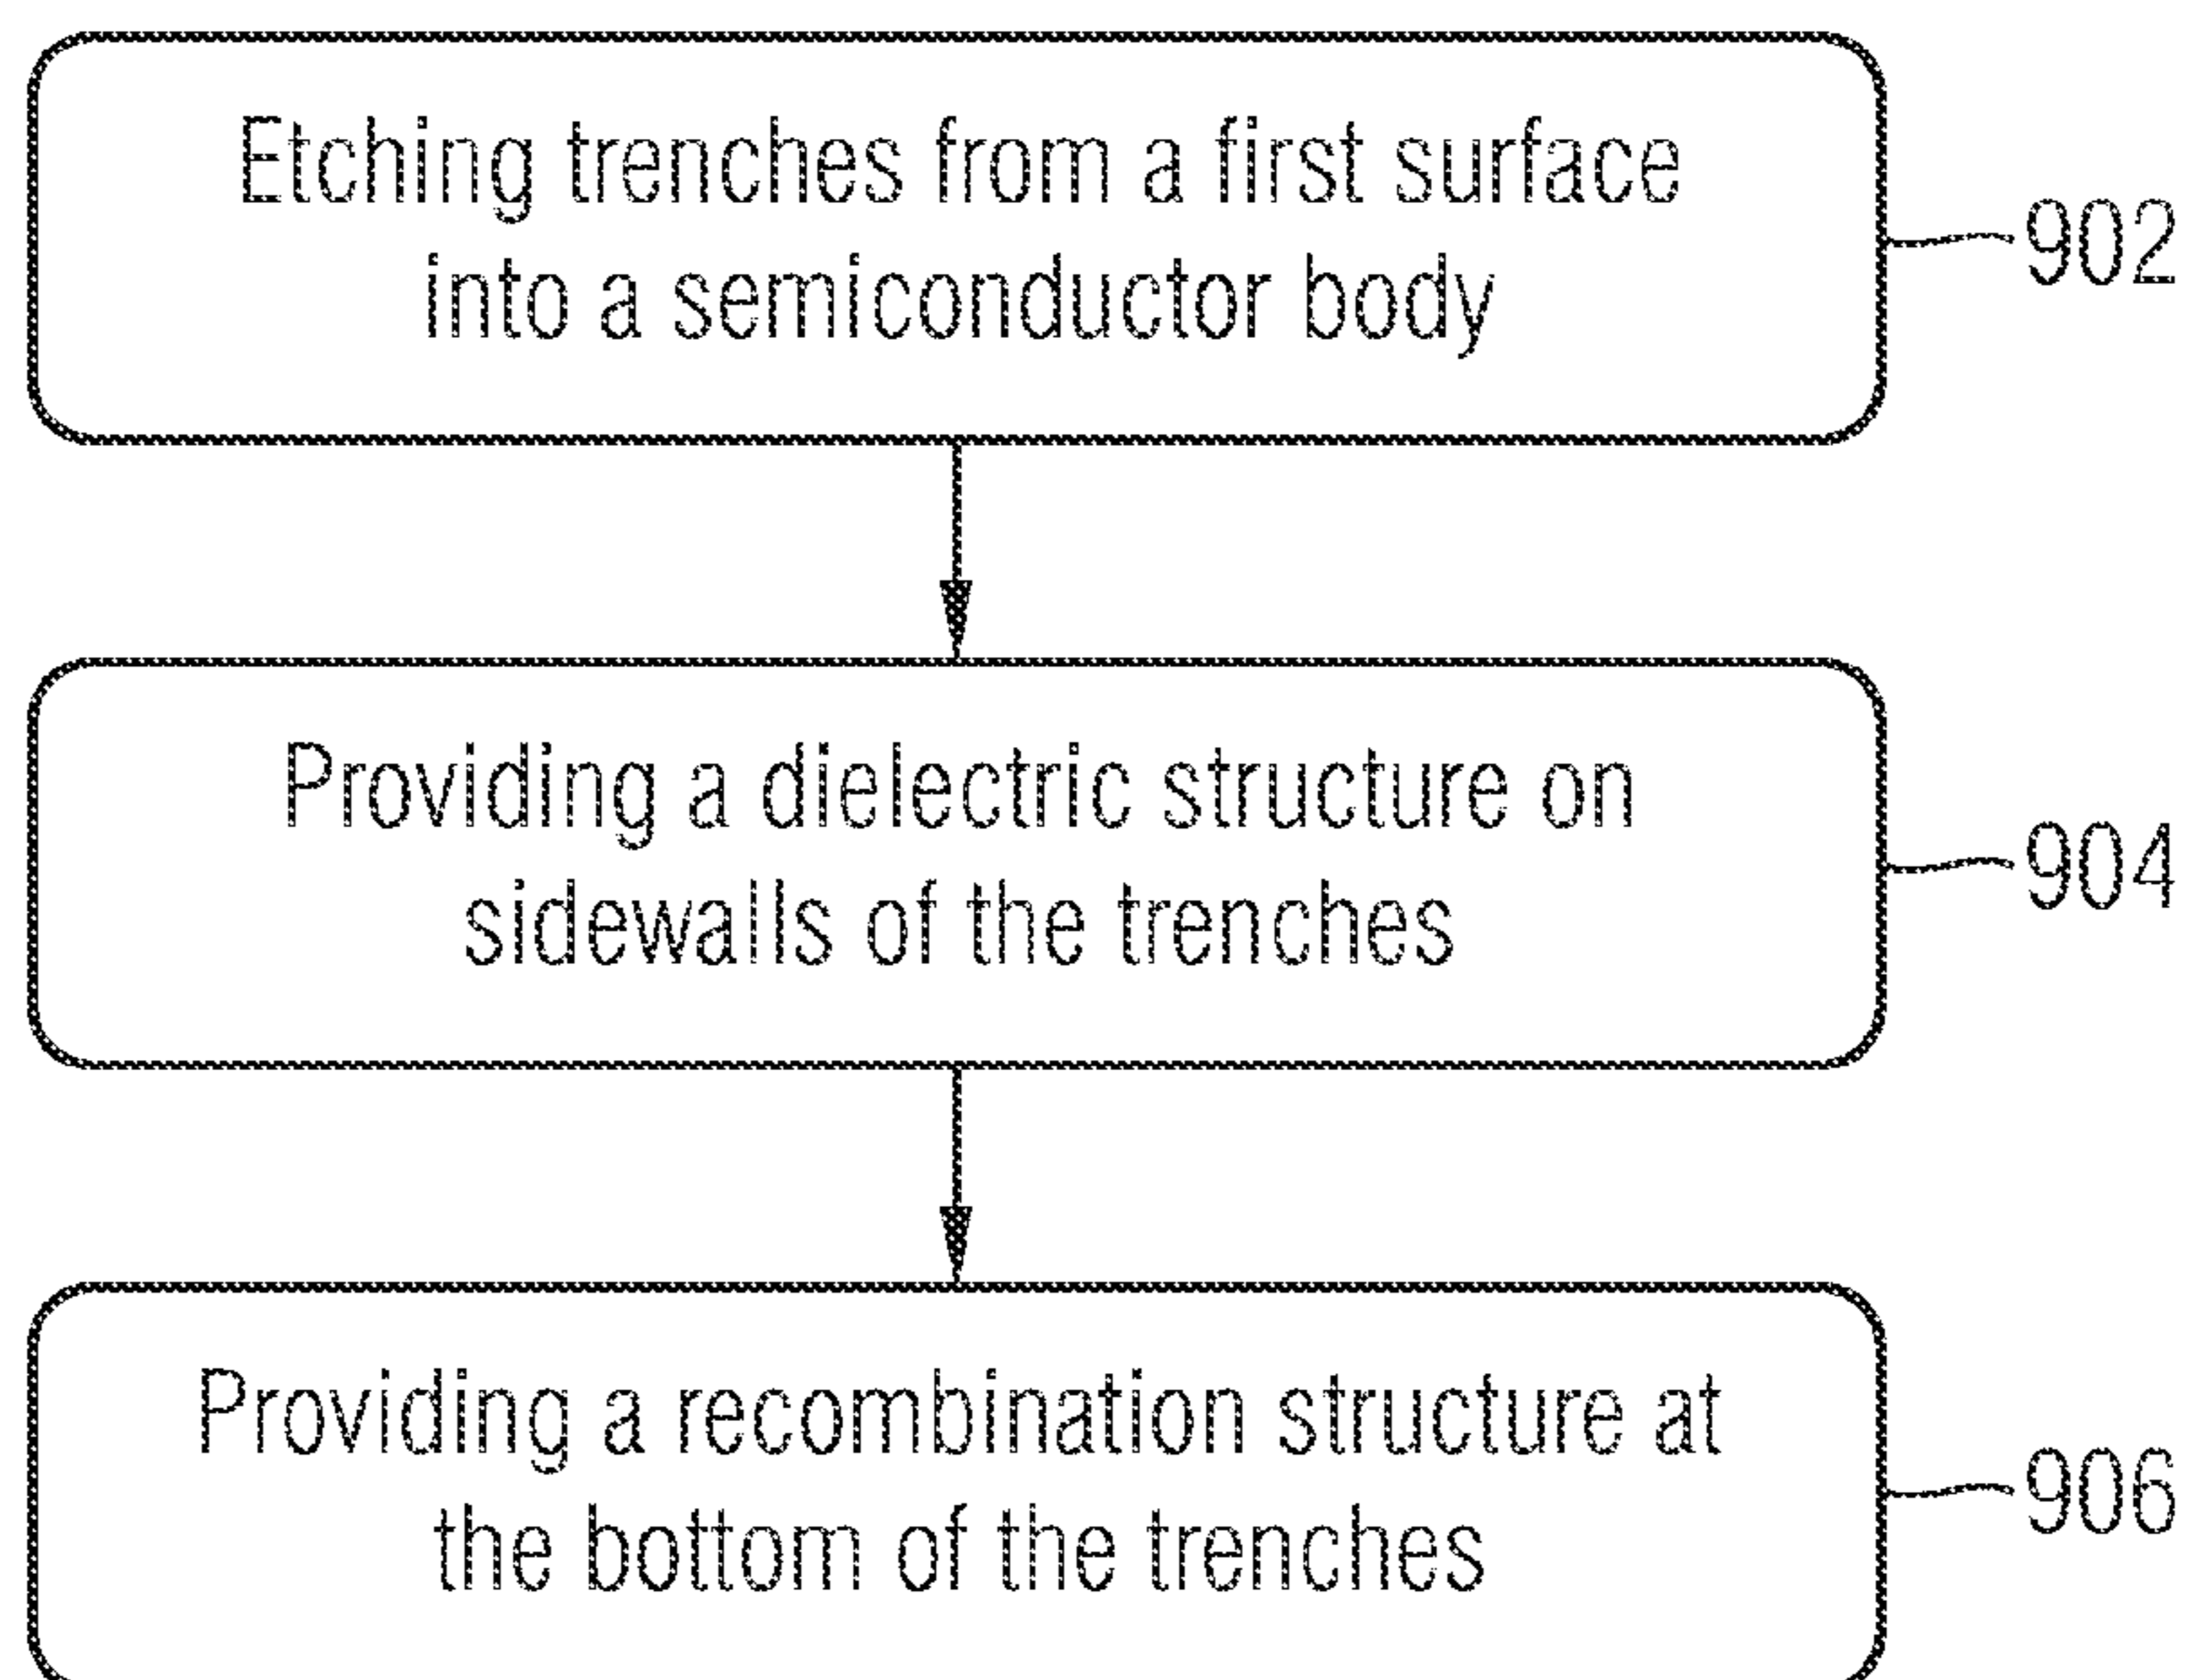 Etching trenches from a first surface
into a semiconductor body
902
Providing a dielectric structure on
sidewalls of the trenches
904
Providing a recombination structure at
the bottom of the trenches
906